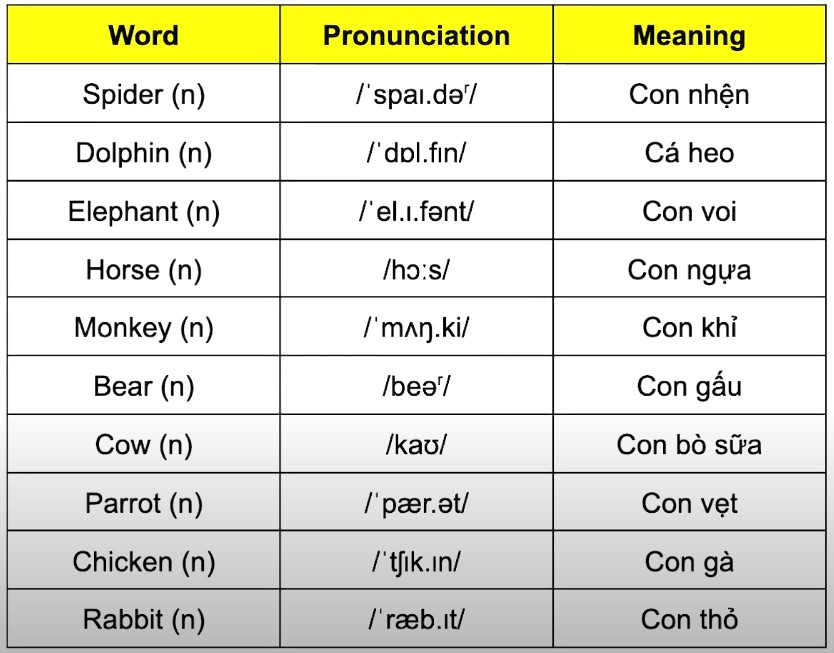 Word Pronunciation Meaning
Spider (n) /ˈspaɪ.dəʳ/ Con nhện
Dolphin (n) /ˈdɒl.fɪn/ Cá heo
Elephant (n) /ˈel.ɪ.fənt/ Con voi
Horse (n) /hɔːs/ Con ngựa
Monkey (n) /ˈmʌŋ.ki/ Con khỉ
Bear (n) /beəʳ/ Con gấu
Cow (n) /kaʊ/ Con bò sữa
Parrot (n) /ˈpær.ət/ Con vẹt
Chicken (n) /ˈtʃɪk.ɪn/ Con gà
Rabbit (n) /ˈræb.ɪt/ Con thỏ